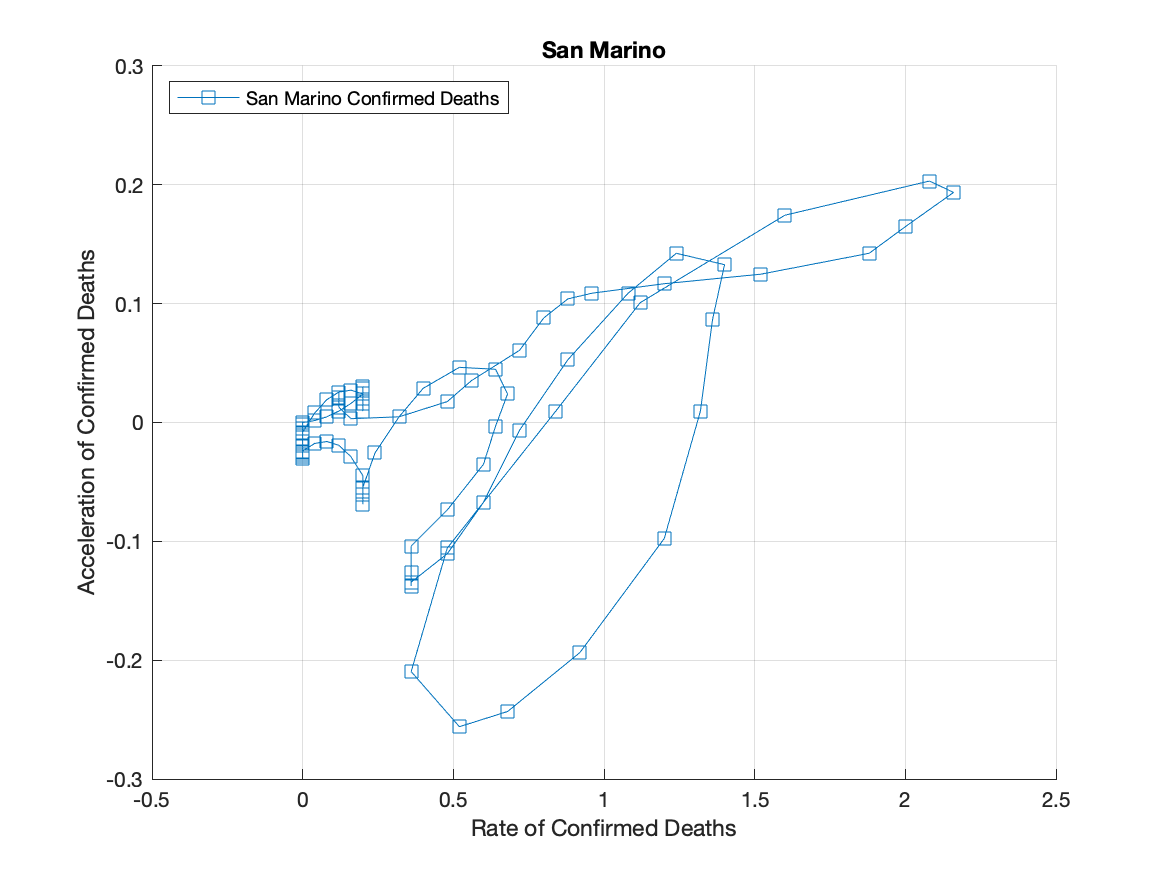 San Marino
0.3
San Marino Confirmed Deaths
0.2
0.1
0
-0.1
-0.2
-0.3
Acceleration of Confirmed Deaths
-0.5 0 0.5 1 1.5 2 2.5
Rate of Confirmed Deaths